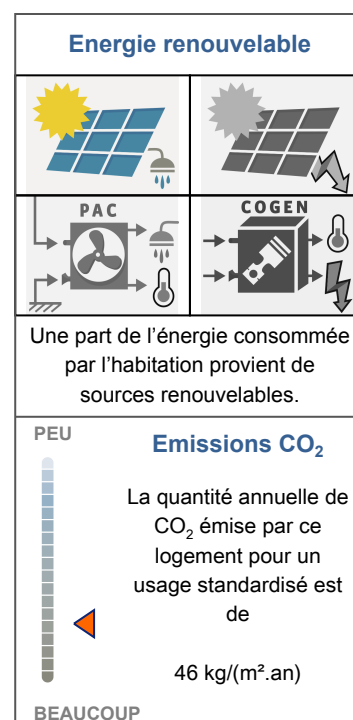 Energie renouvelable
PAC
COGEN
Une part de l’énergie consommée
par l’habitation provient de
sources renouvelables.
PEU
Emissions CO₂
La quantité annuelle de
CO₂ émise par ce
logement pour un
usage standardisé est
de
46 kg/(m².an)
BEAUCOUP